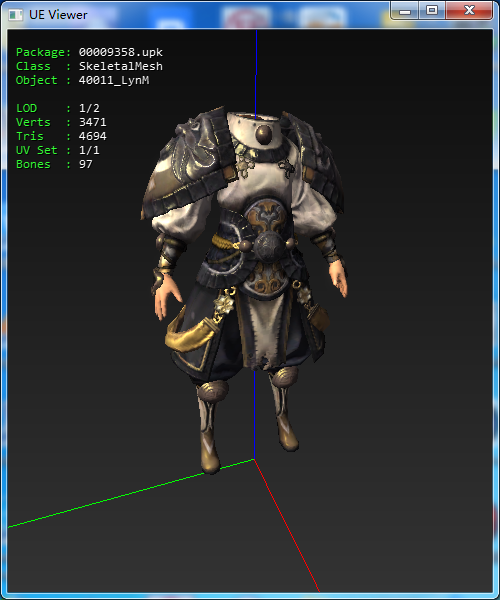 UE Viewer
Package: 00009358.upk
Class : SkeletalMesh
Object : 40011_LynM
LOD : 1/2
Verts : 3471
Tris : 4694
UV Set : 1/1
Bones : 97